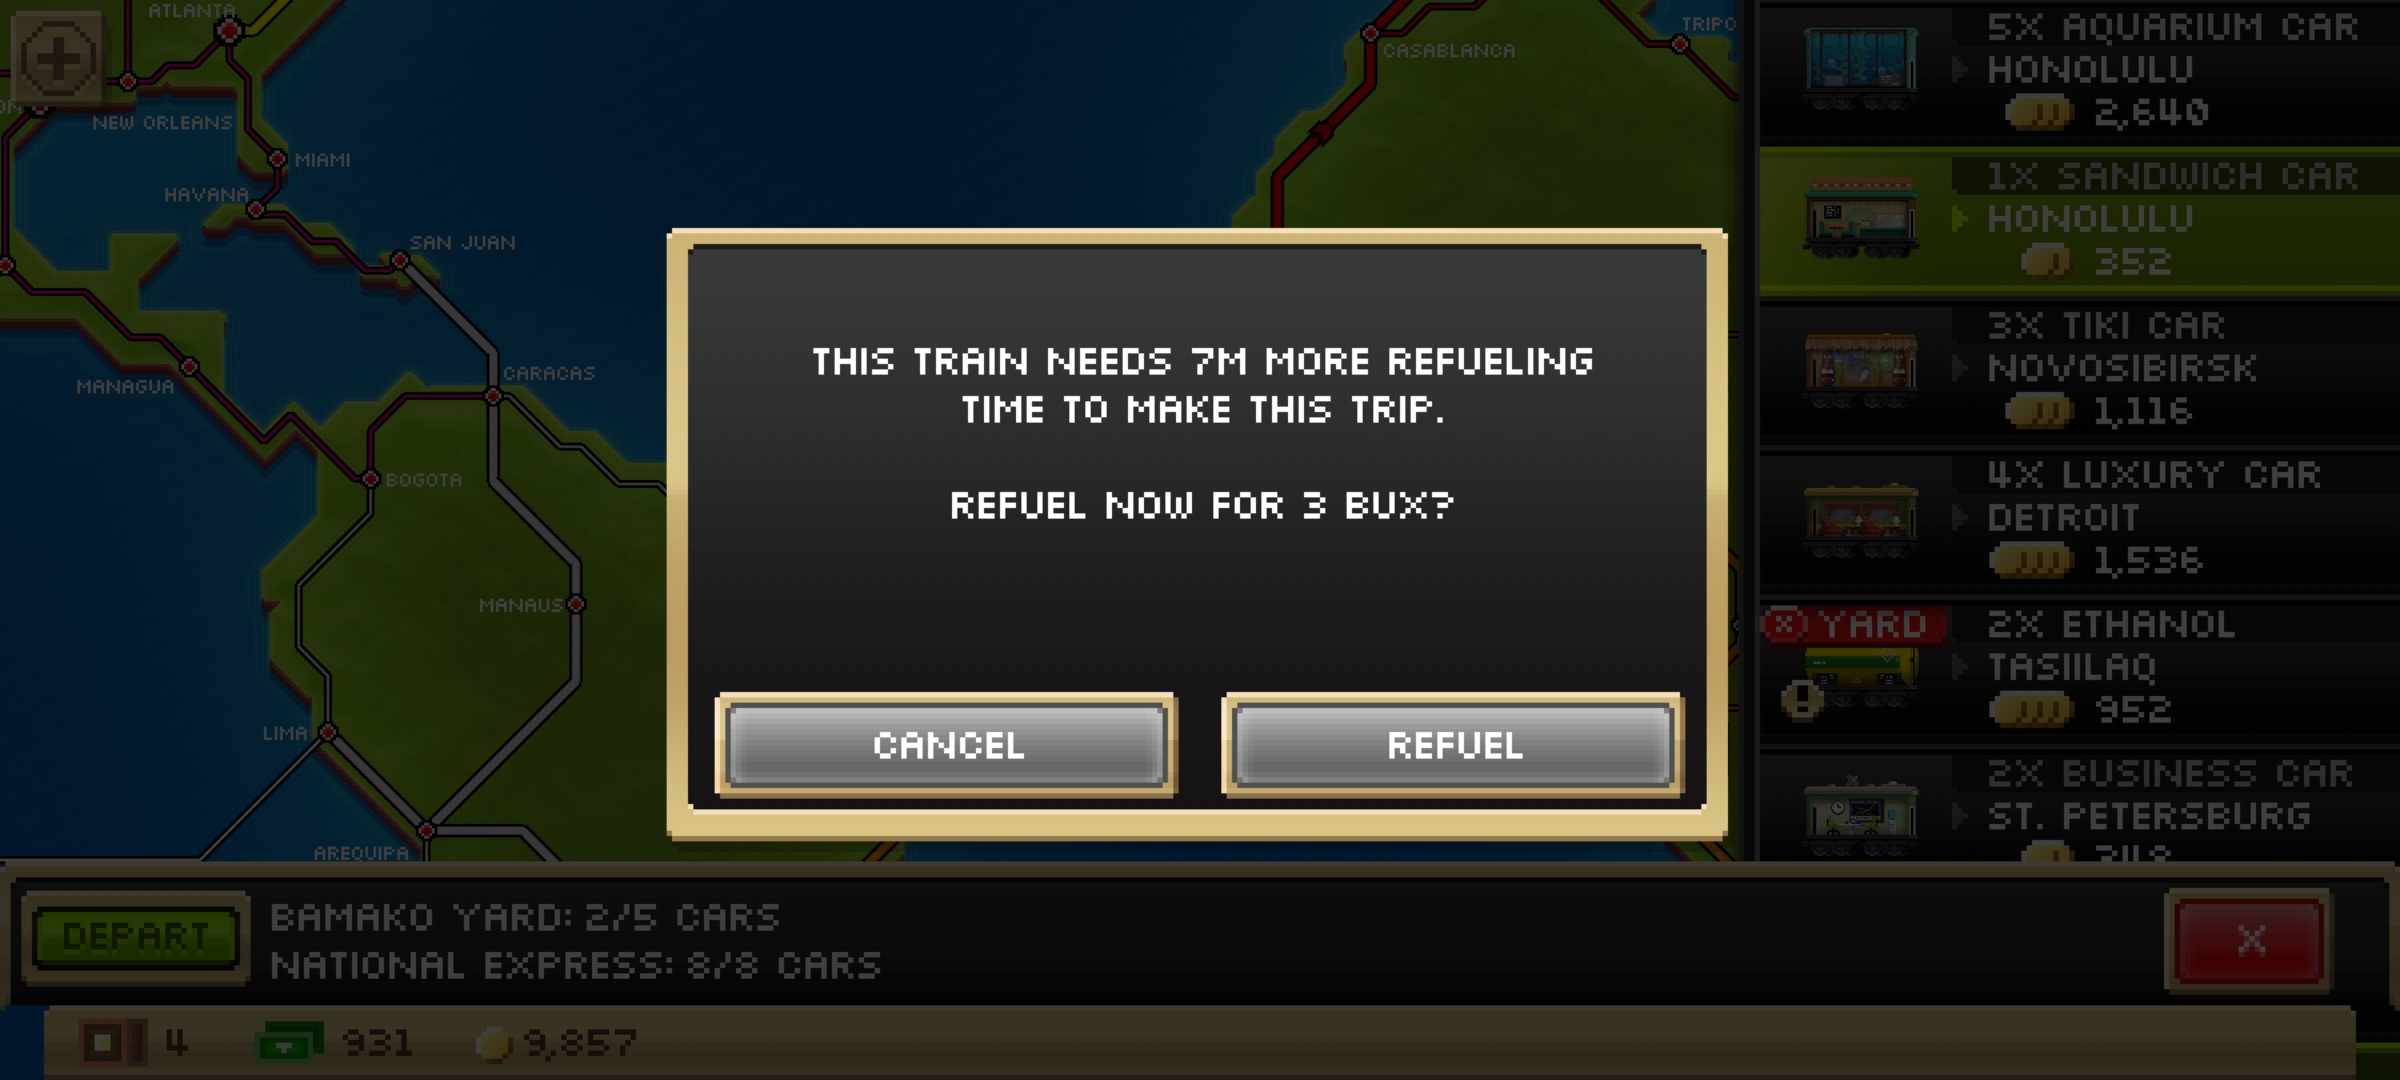 ATLANTA
NEW ORLEANS
MIAMI
HAVANA
SAN JUAN
MANAGUA
CARACAS
BOGOTA
MANAUS
LIMA
AREQUIPA
CASABLANCA
TRIPO
THIS TRAIN NEEDS 7M MORE REFUELING
TIME TO MAKE THIS TRIP.
REFUEL NOW FOR 3 BUX?
CANCEL
REFUEL
5X AQUARIUM CAR
HONOLULU
2,640
1X SANDWICH CAR
HONOLULU
352
3X TIKI CAR
NOVOSIBIRSK
1,116
4X LUXURY CAR
DETROIT
1,536
YARD
2X ETHANOL
TASIILAQ
952
2X BUSINESS CAR
ST. PETERSBURG
DEPART
BAMAKO YARD: 2/5 CARS
NATIONAL EXPRESS: 8/8 CARS
X
4
931
9,857